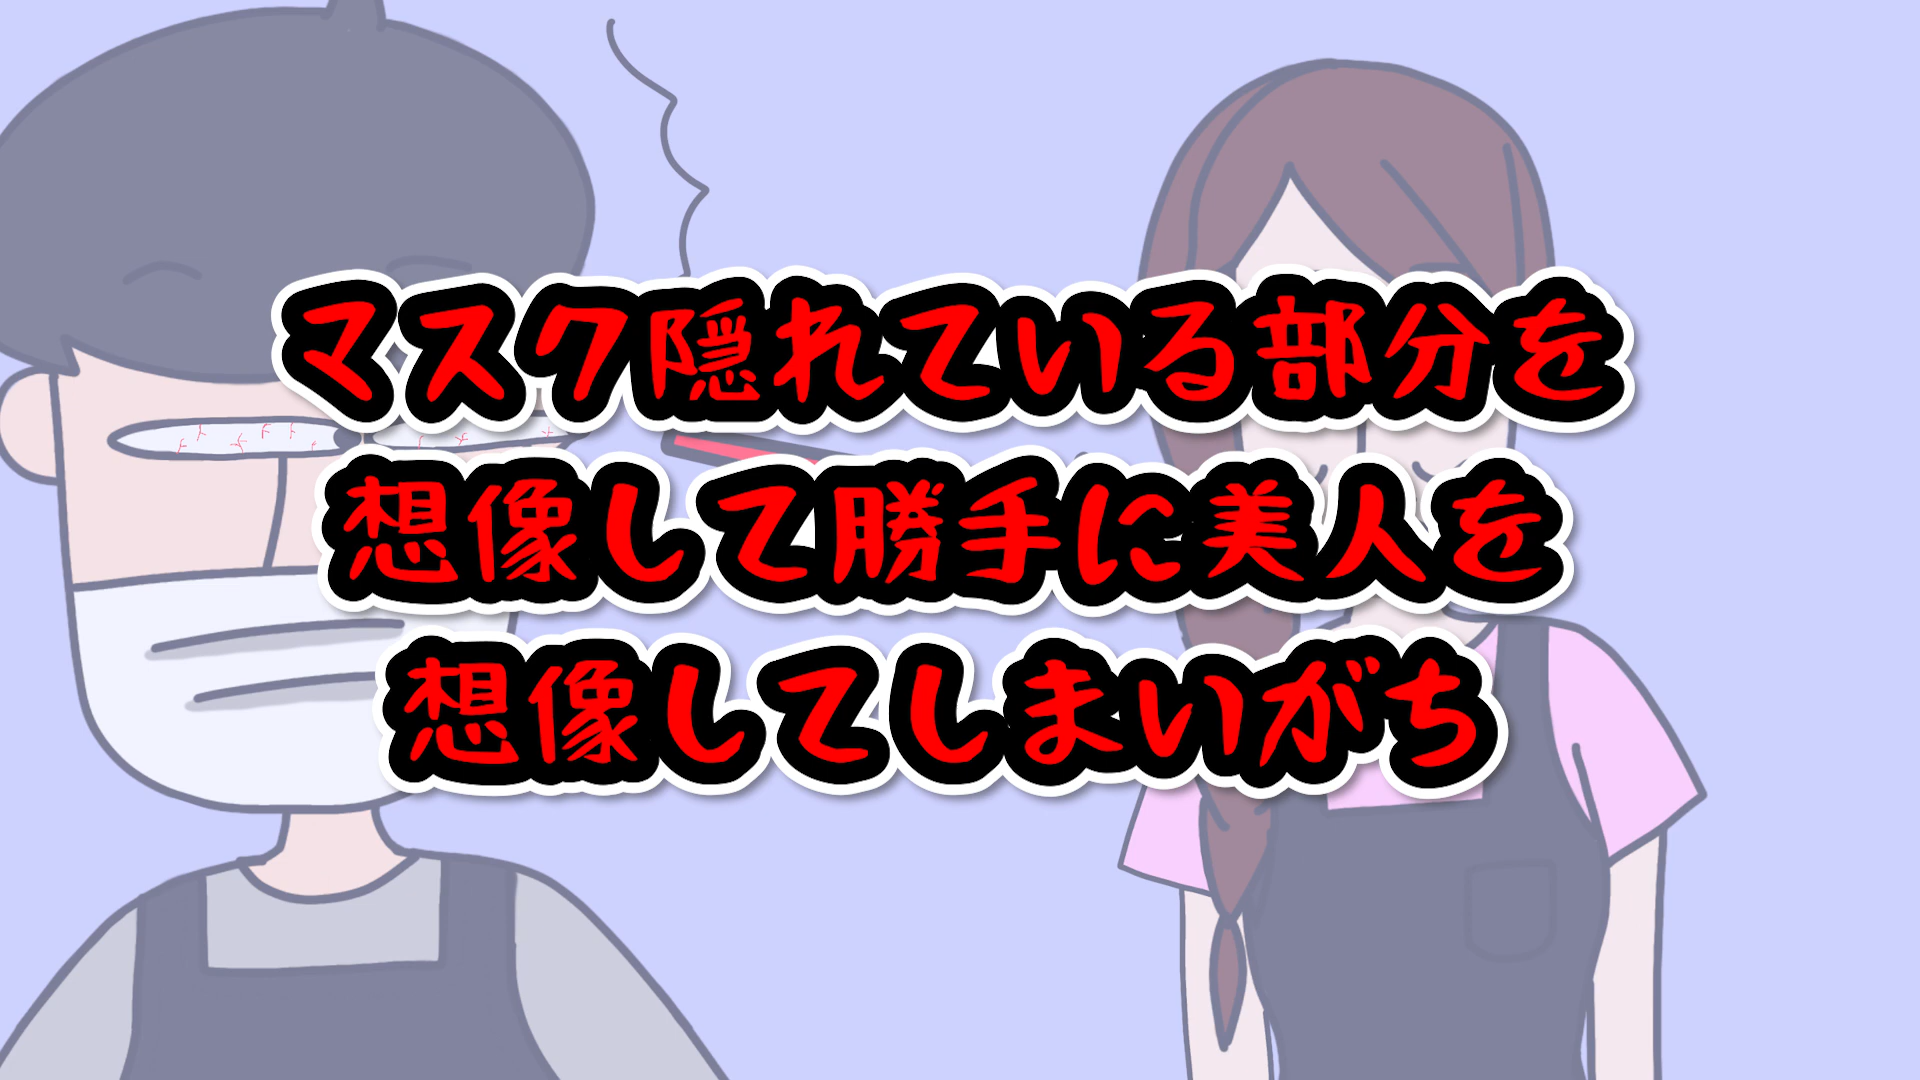 マスク隠れている部分を
想像して勝手に美人を
想像してしまいがち